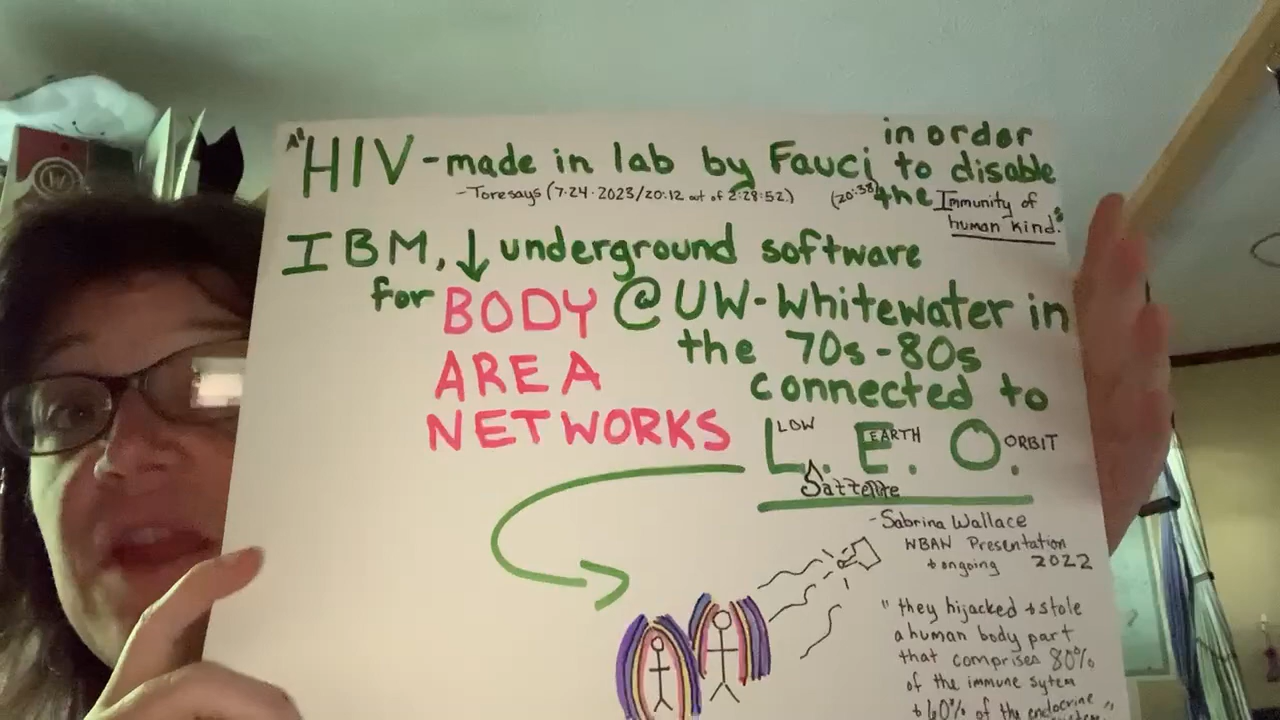 A¹ HIV-made in lab by Fauci in order to disable
-Toresays (7·24·2023/20:12 out of 2:28:52.) (20:38) the Immunity of human kind.
IBM, ↓ underground software
for BODY @ UW-Whitewater in
AREA the 70s-80s
NETWORKS connected to
L. E. O.
LOW EARTH ORBIT
Sattelite
-Sabrina Wallace
WBAN Presentation
+ongoing 2022
"they hijacked + stole
a human body part
that comprises 80%
of the immune sytem
+ 60% of the endocrine
W